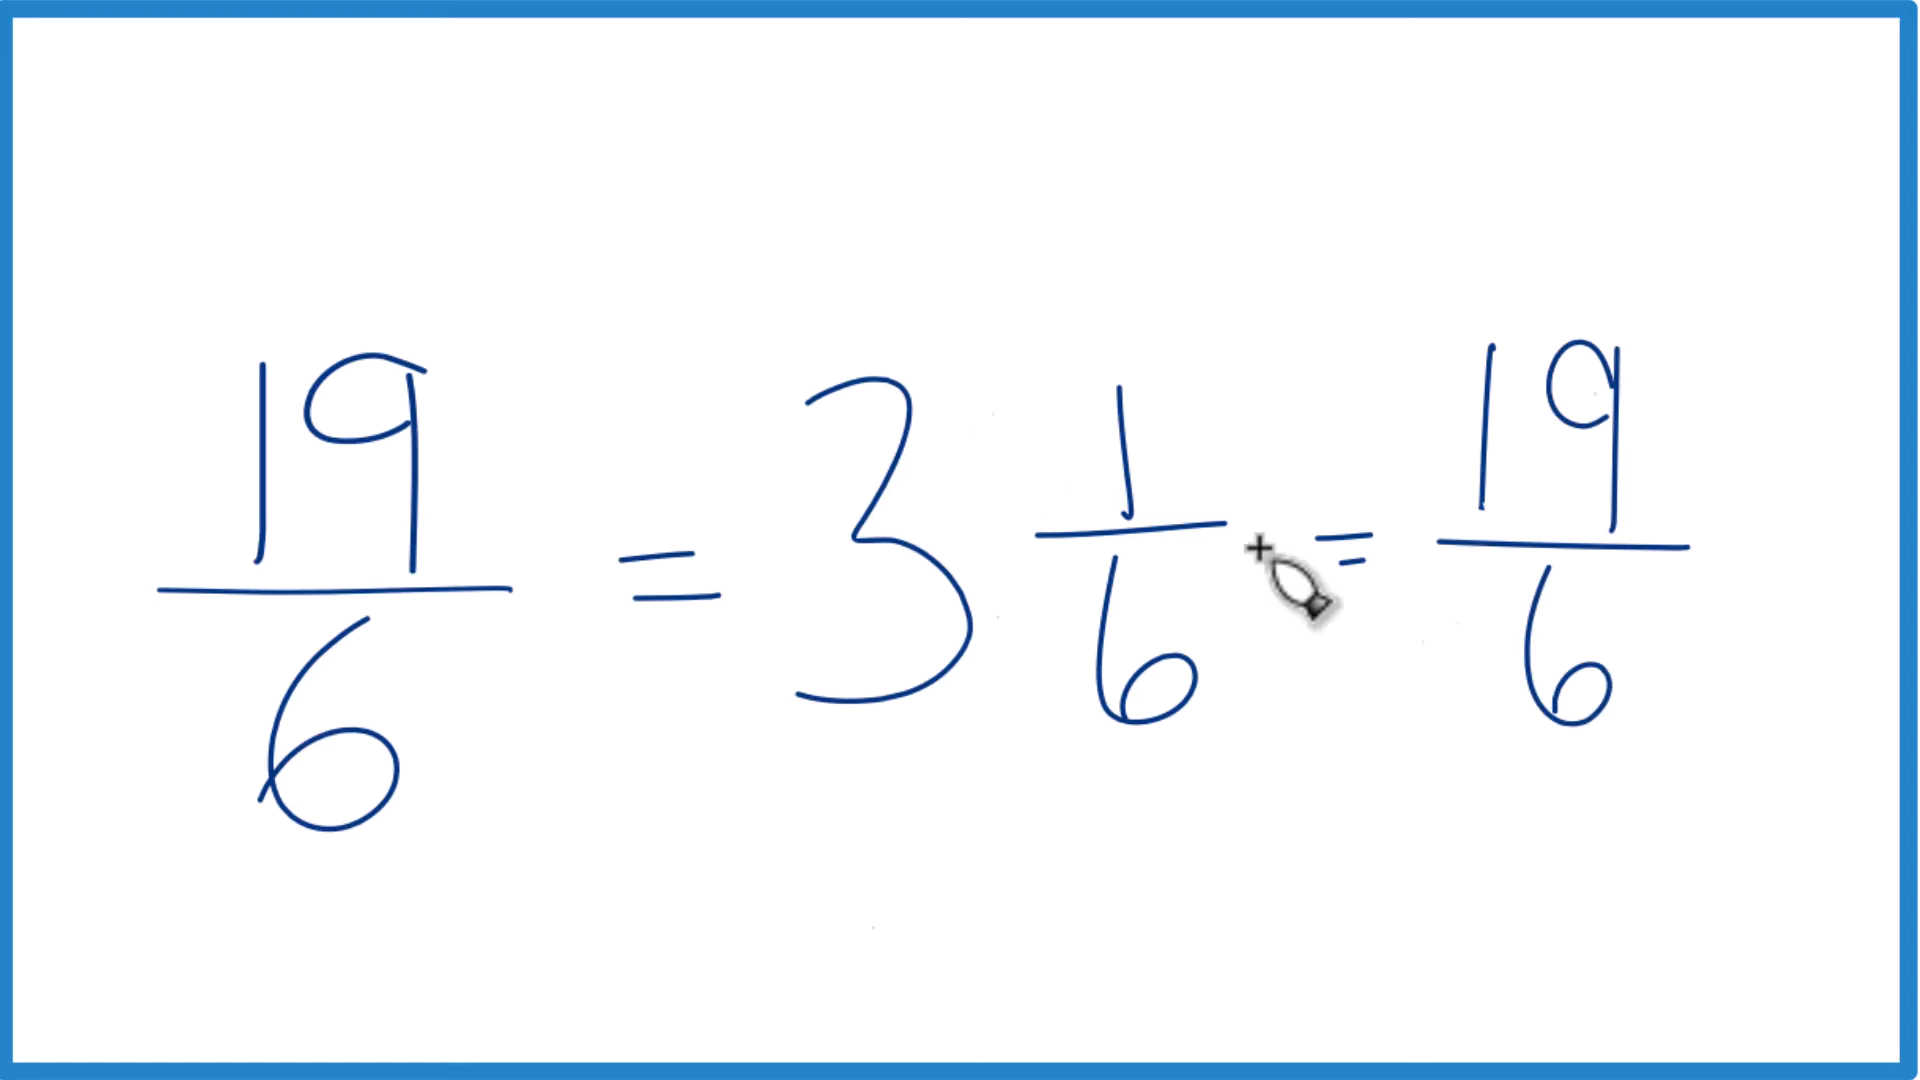 19/6 = 3 1/6 = 19/6